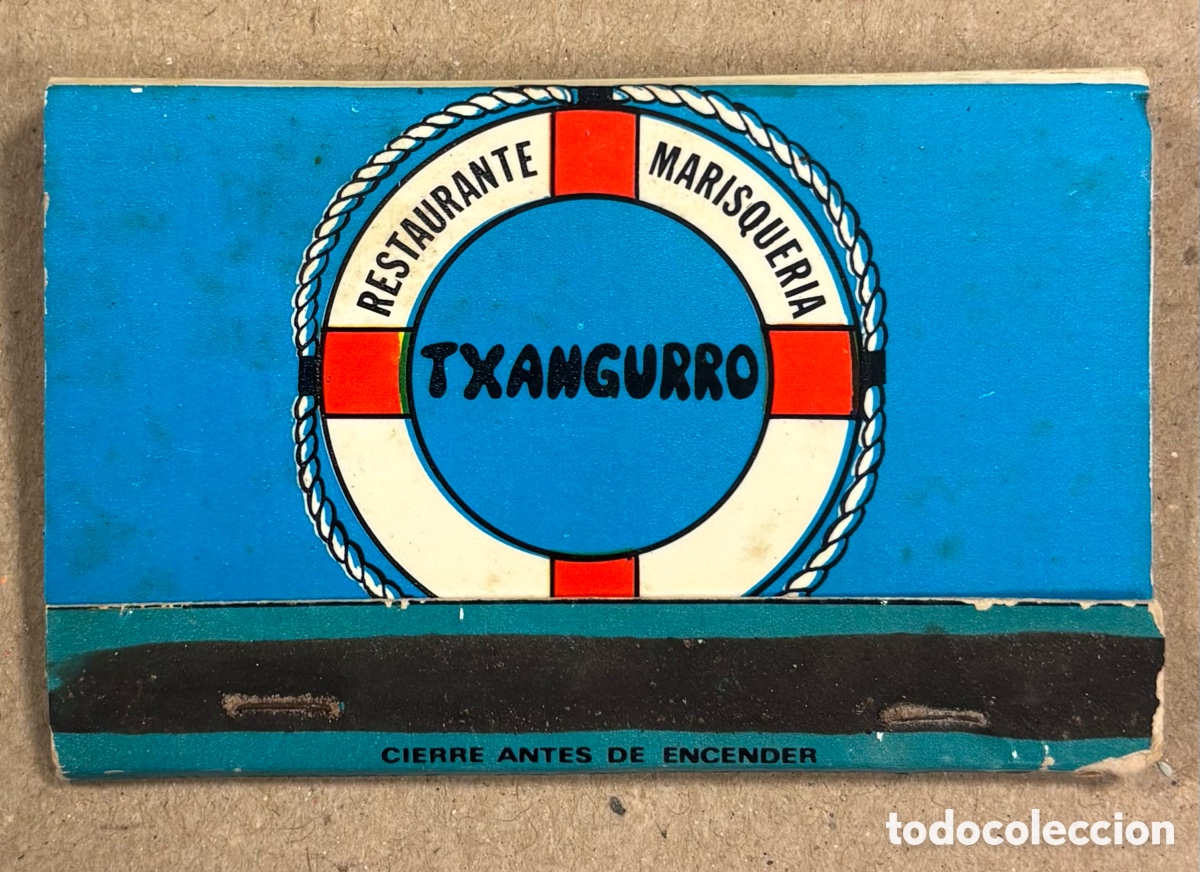 RESTAURANTE MARISQUERIA
TXANGURRO
CIERRE ANTES DE ENCENDER
todocoleccion